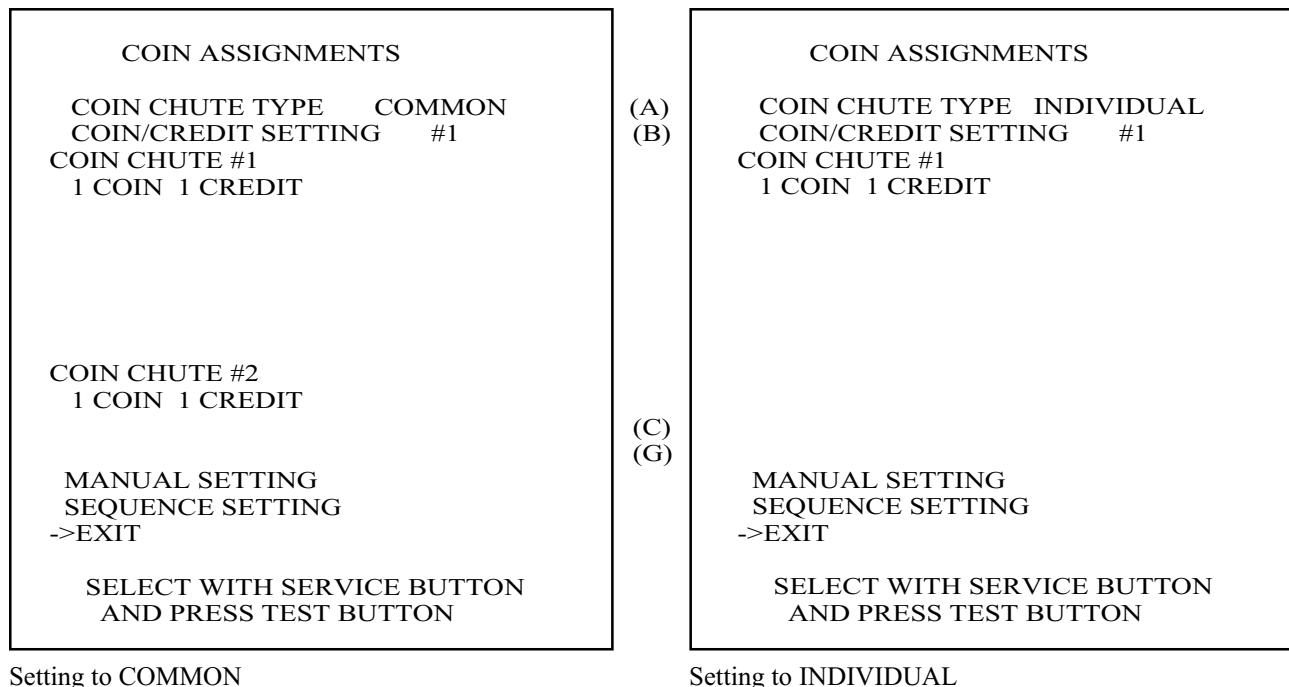 COIN ASSIGNMENTS
COIN CHUTE TYPE COMMON
COIN/CREDIT SETTING #1
COIN CHUTE #1
1 COIN 1 CREDIT
COIN CHUTE #2
1 COIN 1 CREDIT
MANUAL SETTING
SEQUENCE SETTING
->EXIT
SELECT WITH SERVICE BUTTON
AND PRESS TEST BUTTON
Setting to COMMON
(A)
(B)
(C)
(G)
COIN ASSIGNMENTS
COIN CHUTE TYPE INDIVIDUAL
COIN/CREDIT SETTING #1
COIN CHUTE #1
1 COIN 1 CREDIT
MANUAL SETTING
SEQUENCE SETTING
->EXIT
SELECT WITH SERVICE BUTTON
AND PRESS TEST BUTTON
Setting to INDIVIDUAL